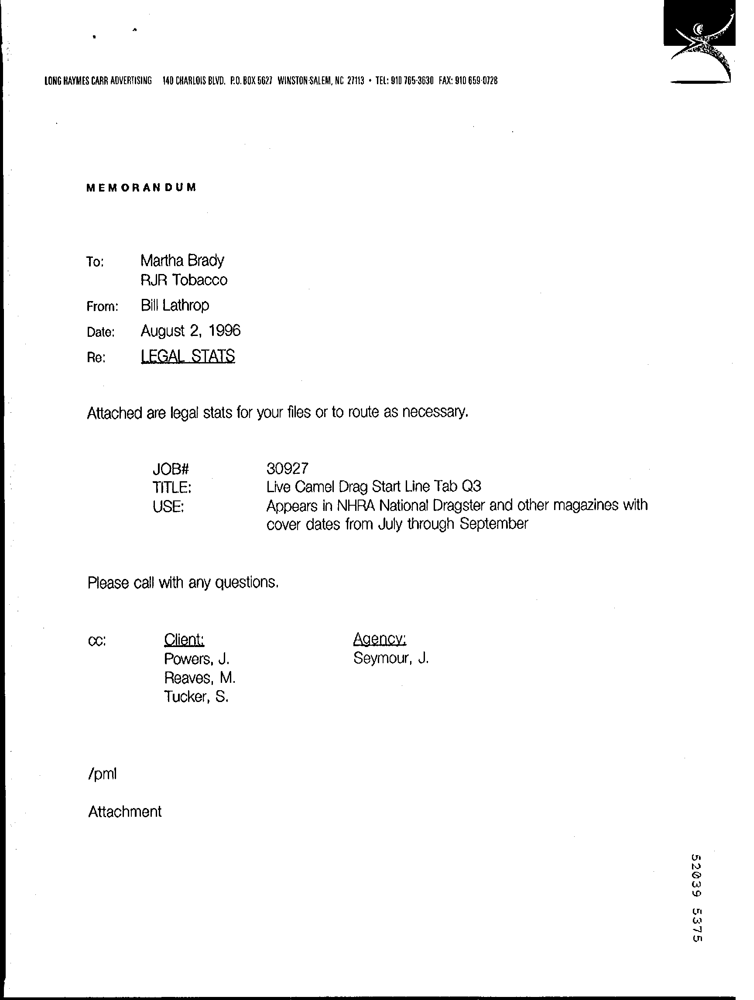 LONG HAYMES CARR ADVERTISING 140 CHARLOIS BLVD. P.O. BOX 5627 WINSTON-SALEM, NC 27113 • TEL: 910 765-3630 FAX: 910 659-0728
MEMORANDUM
To: Martha Brady
RJR Tobacco
From: Bill Lathrop
Date: August 2, 1996
Re: LEGAL STATS
Attached are legal stats for your files or to route as necessary.
JOB# 30927
TITLE: Live Camel Drag Start Line Tab Q3
USE: Appears in NHRA National Dragster and other magazines with
cover dates from July through September
Please call with any questions.
cc: Client: Agency:
Powers, J. Seymour, J.
Reaves, M.
Tucker, S.
/pml
Attachment
52039 5375